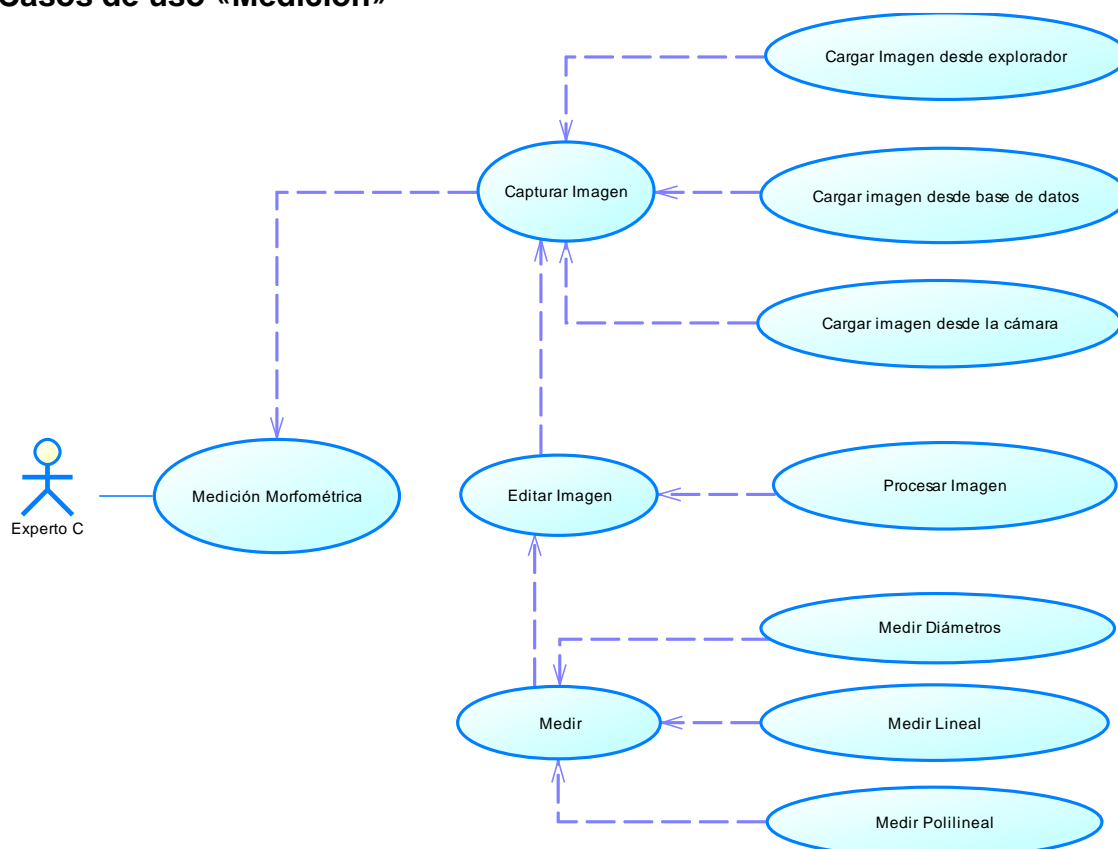 Casos de uso «Medición»
Cargar Imagen desde explorador
Capturar Imagen
Cargar imagen desde base de datos
Cargar imagen desde la cámara
Medición Morfométrica
Editar Imagen
Procesar Imagen
Experto C
Medir Diámetros
Medir
Medir Lineal
Medir Polilineal